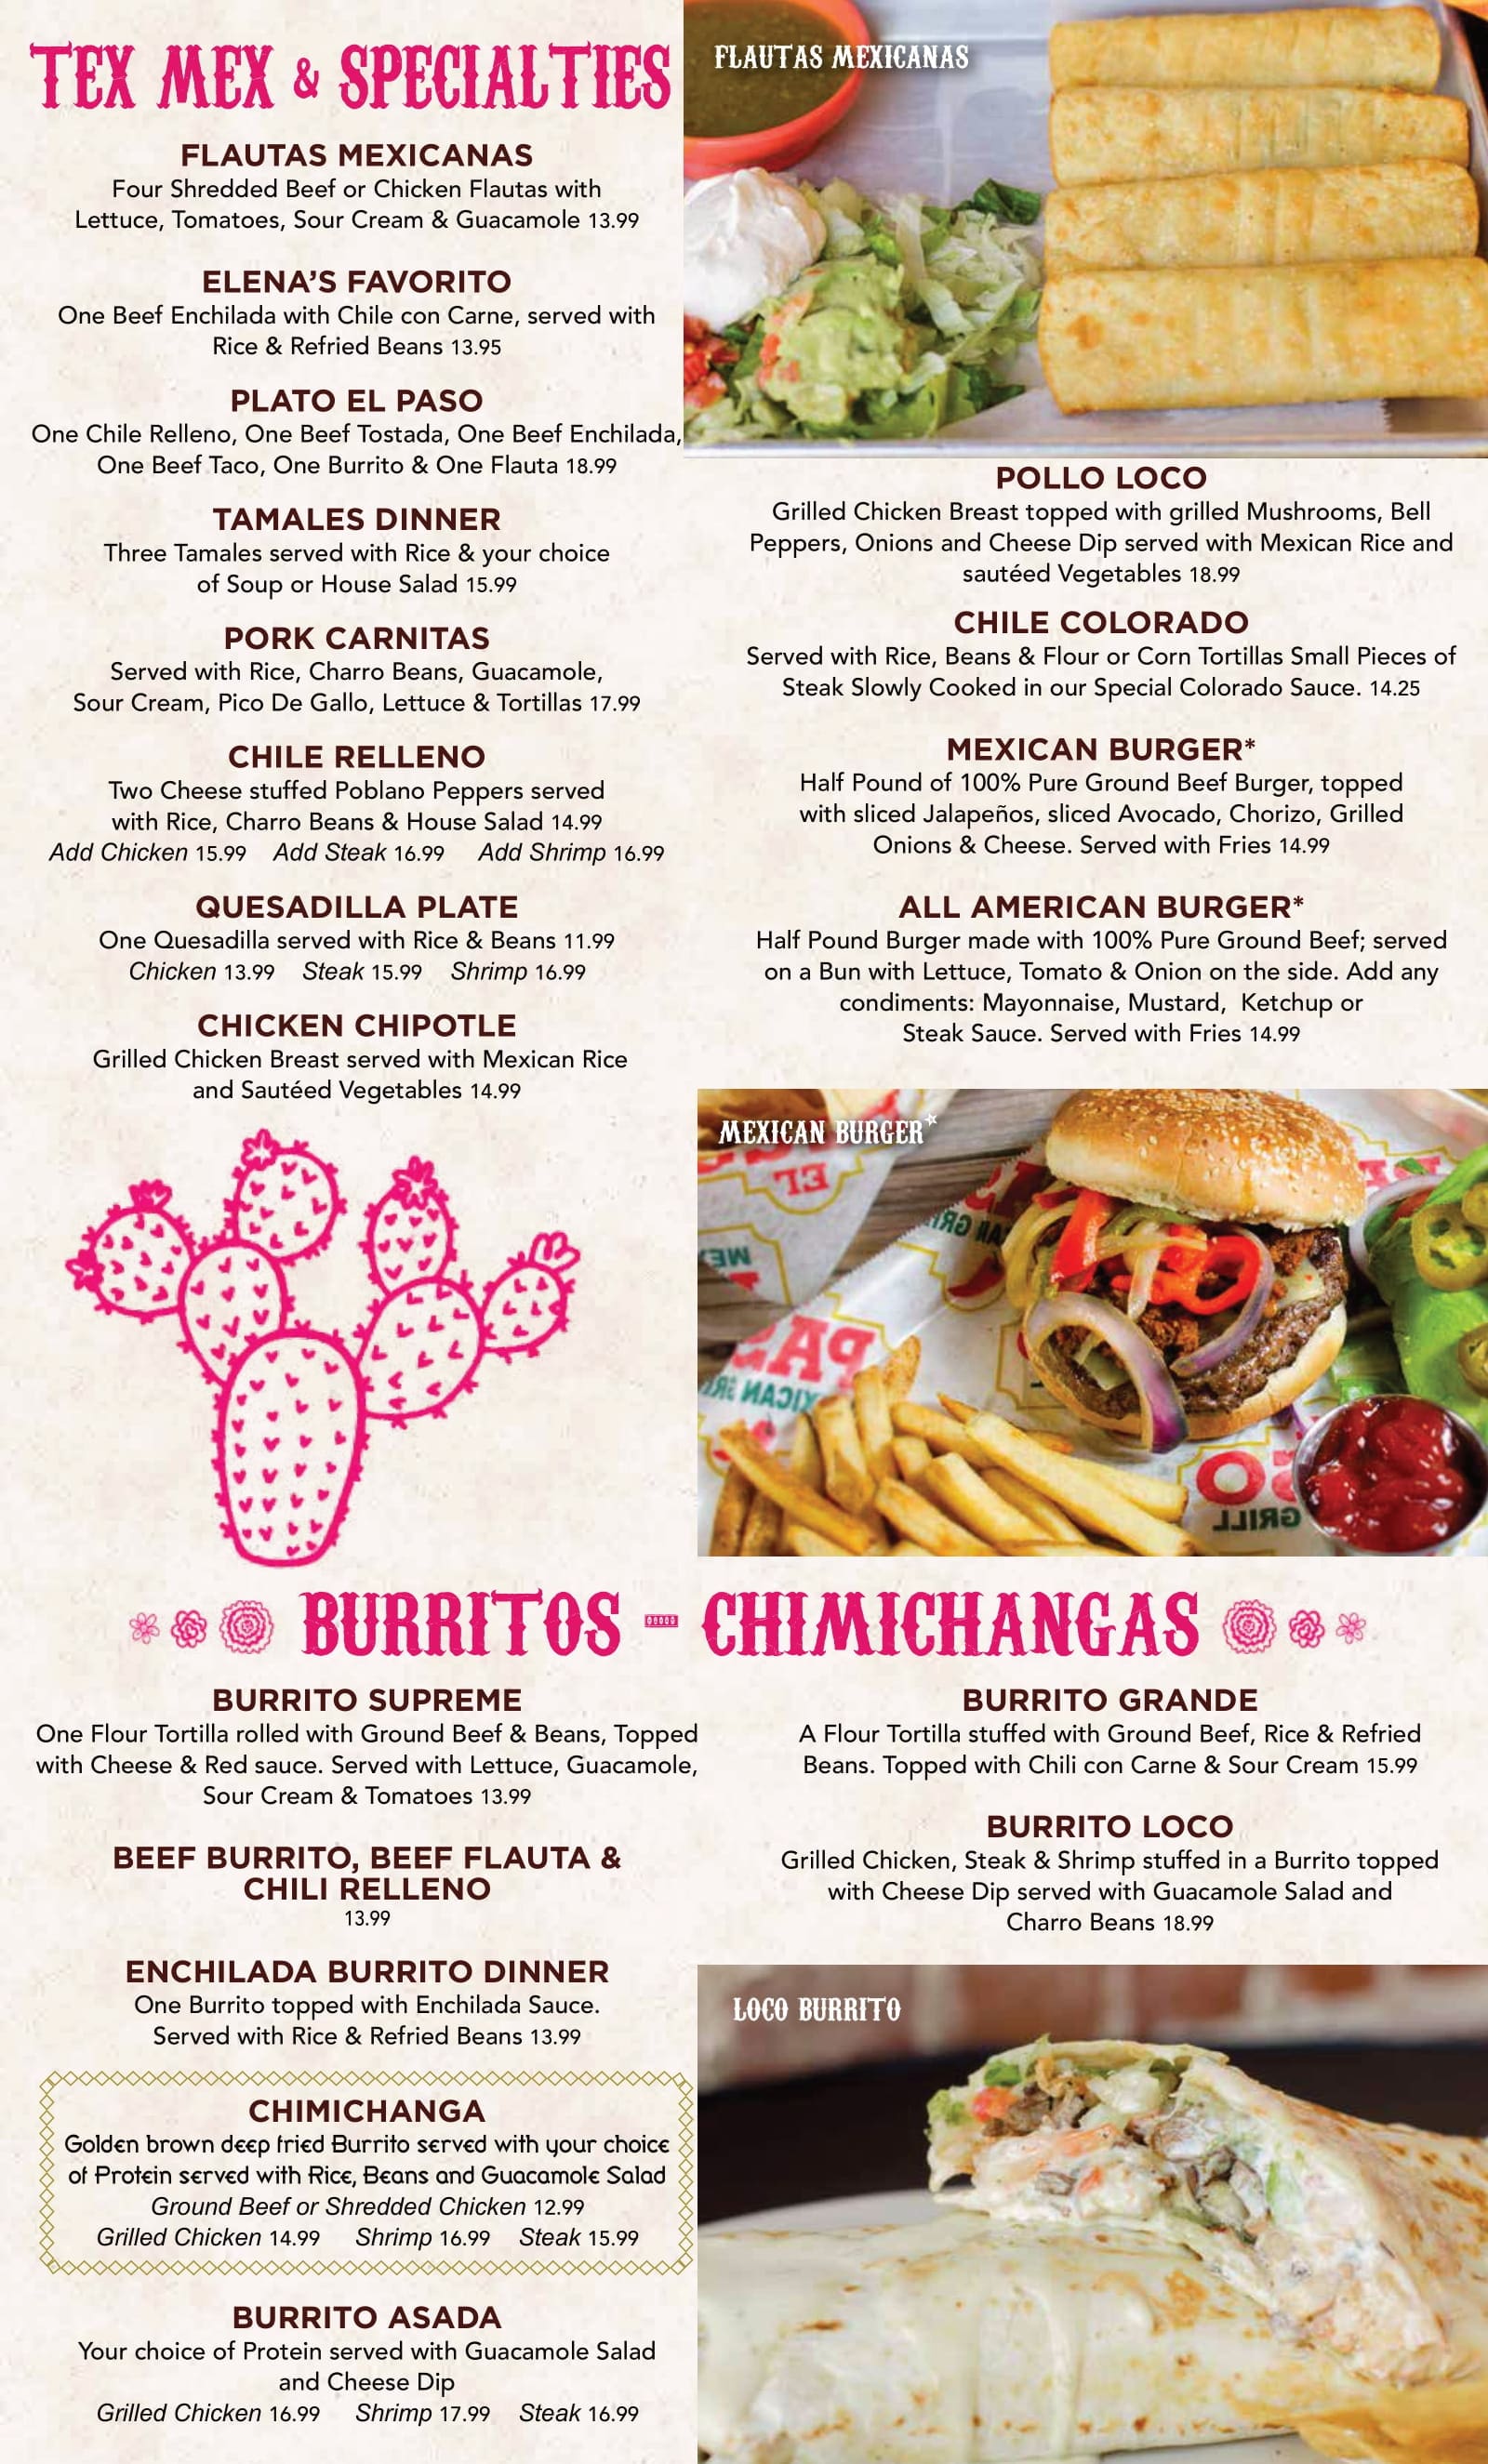 TEX MEX & SPECIALTIES
FLAUTAS MEXICANAS
Four Shredded Beef or Chicken Flautas with
Lettuce, Tomatoes, Sour Cream & Guacamole 13.99
ELENA'S FAVORITO
One Beef Enchilada with Chile con Carne, served with
Rice & Refried Beans 13.95
PLATO EL PASO
One Chile Relleno, One Beef Tostada, One Beef Enchilada,
One Beef Taco, One Burrito & One Flauta 18.99
TAMALES DINNER
Three Tamales served with Rice & your choice
of Soup or House Salad 15.99
PORK CARNITAS
Served with Rice, Charro Beans, Guacamole,
Sour Cream, Pico De Gallo, Lettuce & Tortillas 17.99
CHILE RELLENO
Two Cheese stuffed Poblano Peppers served
with Rice, Charro Beans & House Salad 14.99
Add Chicken 15.99 Add Steak 16.99 Add Shrimp 16.99
QUESADILLA PLATE
One Quesadilla served with Rice & Beans 11.99
Chicken 13.99 Steak 15.99 Shrimp 16.99
CHICKEN CHIPOTLE
Grilled Chicken Breast served with Mexican Rice
and Sautéed Vegetables 14.99
FLAUTAS MEXICANAS
POLLO LOCO
Grilled Chicken Breast topped with grilled Mushrooms, Bell
Peppers, Onions and Cheese Dip served with Mexican Rice and
sautéed Vegetables 18.99
CHILE COLORADO
Served with Rice, Beans & Flour or Corn Tortillas Small Pieces of
Steak Slowly Cooked in our Special Colorado Sauce. 14.25
MEXICAN BURGER*
Half Pound of 100% Pure Ground Beef Burger, topped
with sliced Jalapeños, sliced Avocado, Chorizo, Grilled
Onions & Cheese. Served with Fries 14.99
ALL AMERICAN BURGER*
Half Pound Burger made with 100% Pure Ground Beef; served
on a Bun with Lettuce, Tomato & Onion on the side. Add any
condiments: Mayonnaise, Mustard, Ketchup or
Steak Sauce. Served with Fries 14.99
MEXICAN BURGER*
EL
GRILL
BURRITOS - CHIMICHANGAS
BURRITO SUPREME
One Flour Tortilla rolled with Ground Beef & Beans, Topped
with Cheese & Red sauce. Served with Lettuce, Guacamole,
Sour Cream & Tomatoes 13.99
BEEF BURRITO, BEEF FLAUTA &
CHILI RELLENO
13.99
ENCHILADA BURRITO DINNER
One Burrito topped with Enchilada Sauce.
Served with Rice & Refried Beans 13.99
CHIMICHANGA
Golden brown deep fried Burrito served with your choice
of Protein served with Rice, Beans and Guacamole Salad
Ground Beef or Shredded Chicken 12.99
Grilled Chicken 14.99 Shrimp 16.99 Steak 15.99
BURRITO ASADA
Your choice of Protein served with Guacamole Salad
and Cheese Dip
Grilled Chicken 16.99 Shrimp 17.99 Steak 16.99
BURRITO GRANDE
A Flour Tortilla stuffed with Ground Beef, Rice & Refried
Beans. Topped with Chili con Carne & Sour Cream 15.99
BURRITO LOCO
Grilled Chicken, Steak & Shrimp stuffed in a Burrito topped
with Cheese Dip served with Guacamole Salad and
Charro Beans 18.99
LOCO BURRITO